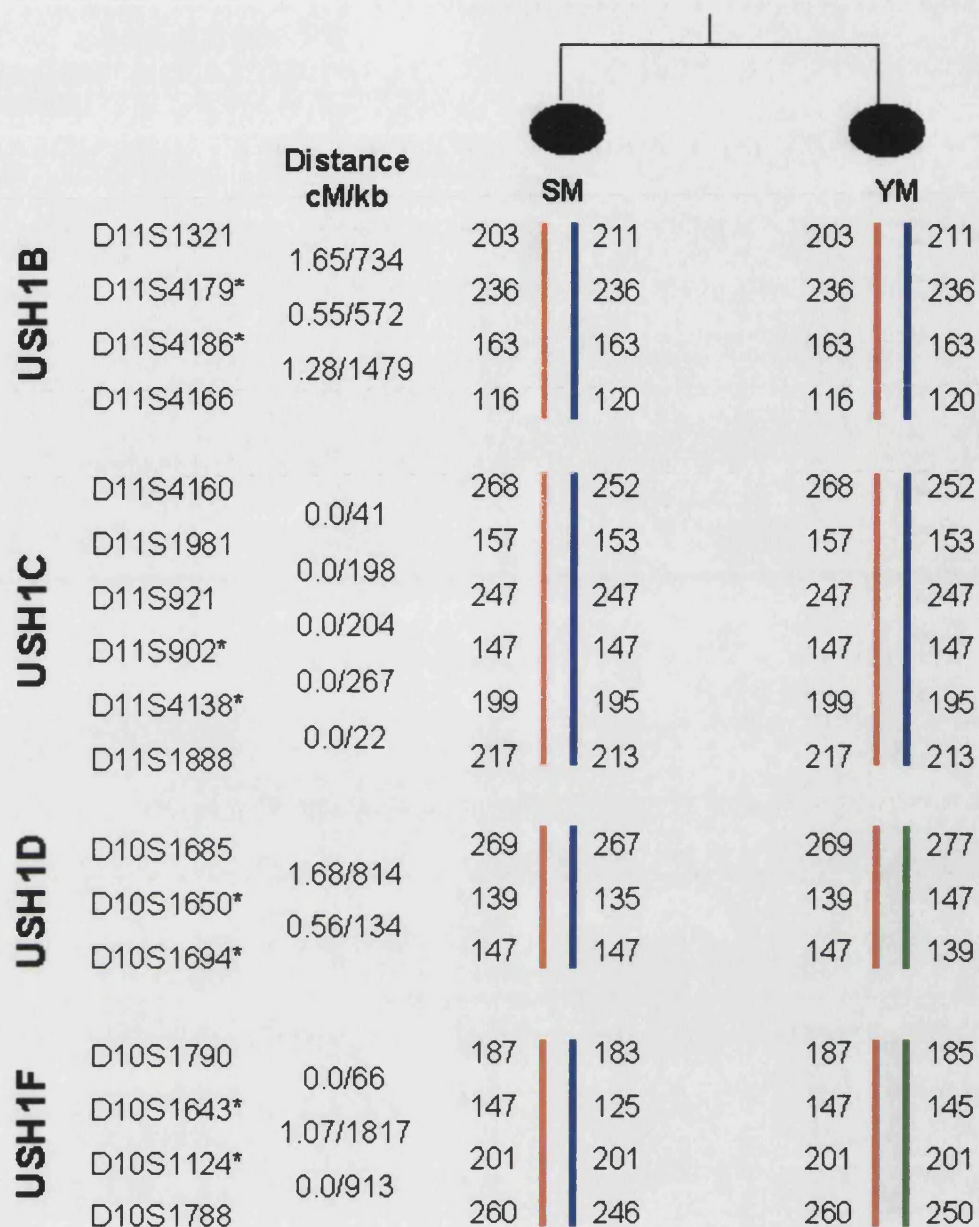 Distance
cM/kb
SM YM
USH1B
D11S1321 203 211 203 211
1.65/734
D11S4179* 236 236 236 236
0.55/572
D11S4186* 163 163 163 163
1.28/1479
D11S4166 116 120 116 120
USH1C
D11S4160 268 252 268 252
0.0/41
D11S1981 157 153 157 153
0.0/198
D11S921 247 247 247 247
0.0/204
D11S902* 147 147 147 147
0.0/267
D11S4138* 199 195 199 195
0.0/22
D11S1888 217 213 217 213
USH1D
D10S1685 269 267 269 277
1.68/814
D10S1650* 139 135 139 147
0.56/134
D10S1694* 147 147 147 139
USH1F
D10S1790 187 183 187 185
0.0/66
D10S1643* 147 125 147 145
1.07/1817
D10S1124* 201 201 201 201
0.0/913
D10S1788 260 246 260 250